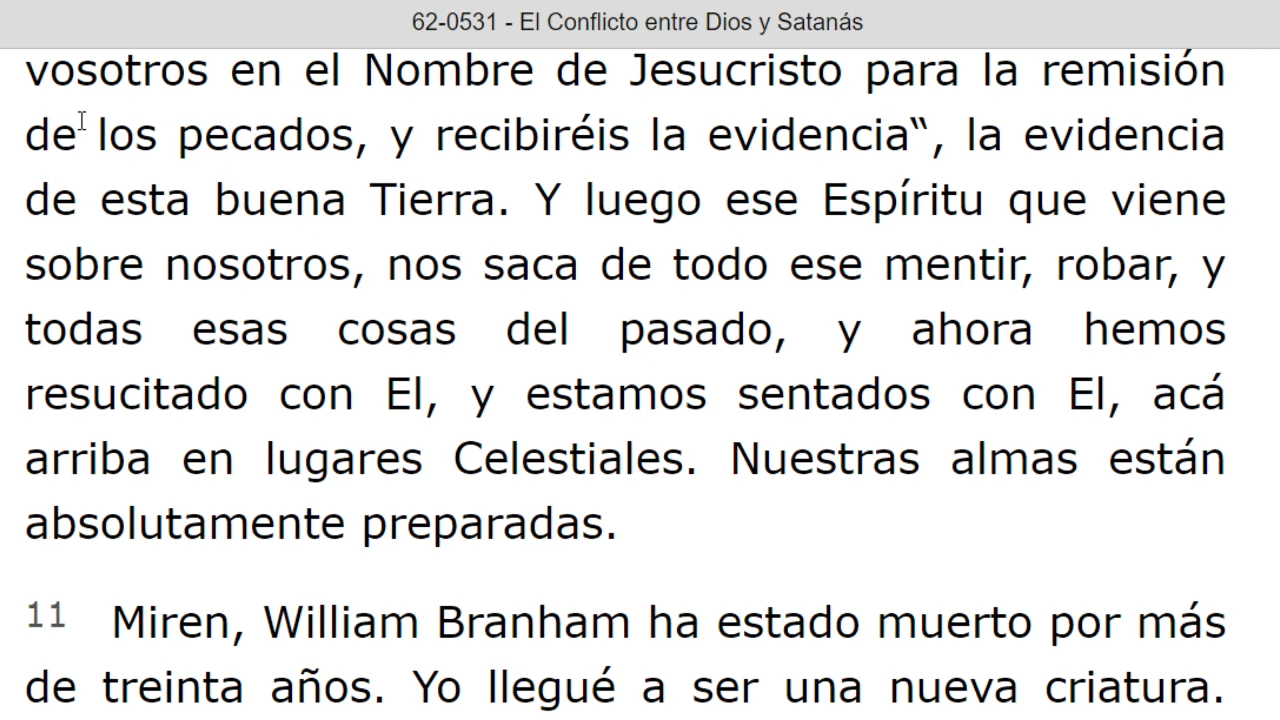 62-0531 - El Conflicto entre Dios y Satanás
vosotros en el Nombre de Jesucristo para la remisión
de los pecados, y recibiréis la evidencia“, la evidencia
de esta buena Tierra. Y luego ese Espíritu que viene
sobre nosotros, nos saca de todo ese mentir, robar, y
todas esas cosas del pasado, y ahora hemos
resucitado con El, y estamos sentados con El, acá
arriba en lugares Celestiales. Nuestras almas están
absolutamente preparadas.
11 Miren, William Branham ha estado muerto por más
de treinta años. Yo llegué a ser una nueva criatura.